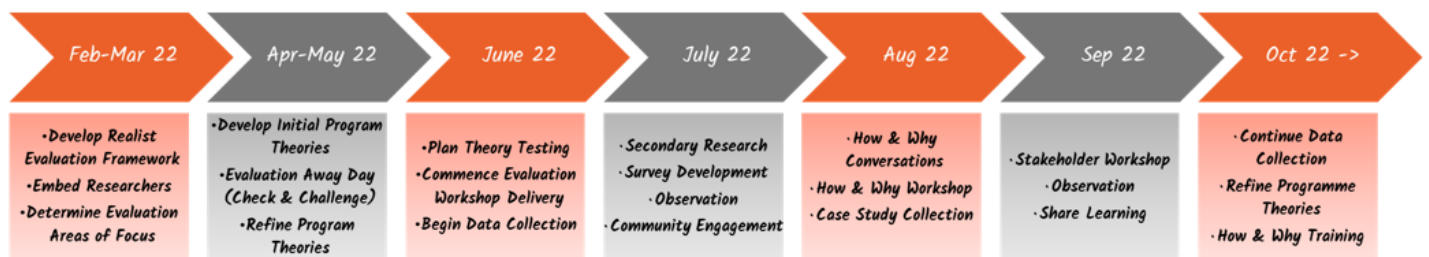 Feb-Mar 22
Apr-May 22
June 22
July 22
Aug 22
Sep 22
Oct 22 ->
•Develop Realist
Evaluation Framework
•Embed Researchers
•Determine Evaluation
Areas of Focus
•Develop Initial Program
Theories
•Evaluation Away Day
(Check & Challenge)
•Refine Program
Theories
•Plan Theory Testing
•Commence Evaluation
Workshop Delivery
•Begin Data Collection
•Secondary Research
•Survey Development
•Observation
•Community Engagement
•How & Why
Conversations
•How & Why Workshop
•Case Study Collection
•Stakeholder Workshop
•Observation
•Share Learning
•Continue Data
Collection
•Refine Programme
Theories
•How & Why Training